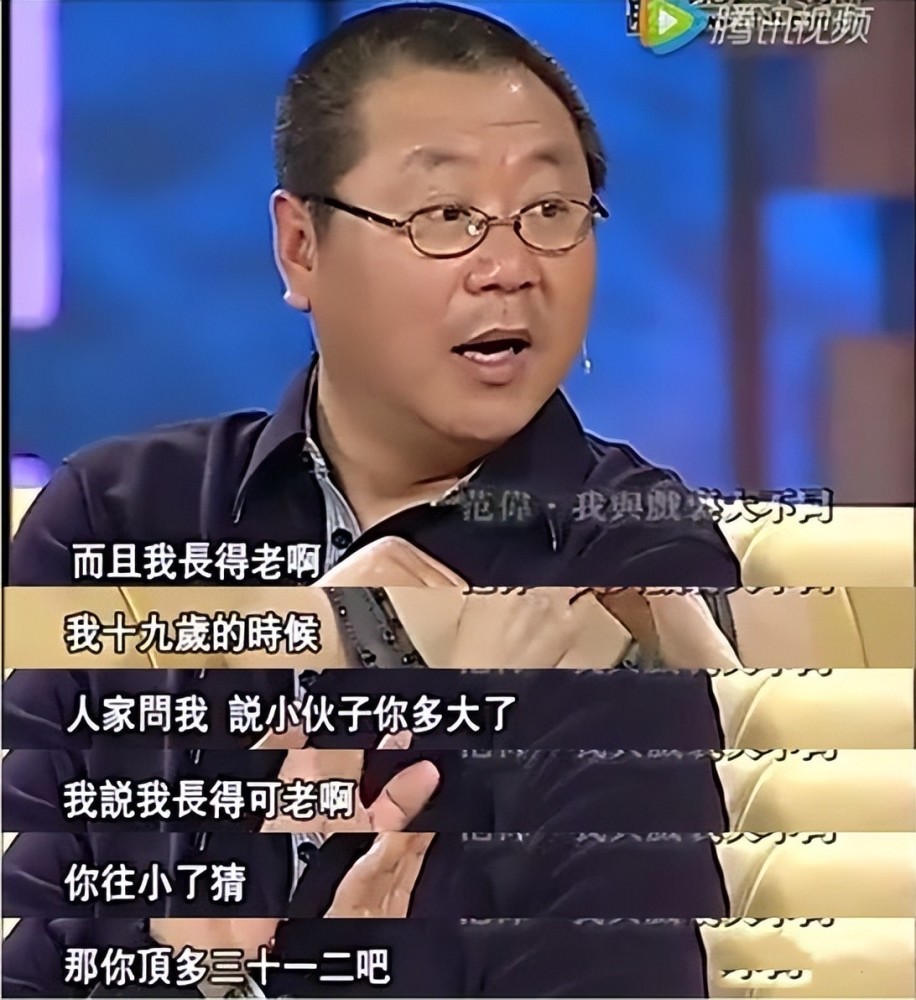 腾讯视频
范偉·我與戲裏大不同
而且我長得老啊
我十九歲的時候
人家問我 説小伙子你多大了
我説我長得可老啊
你往小了猜
那你頂多三十一二吧